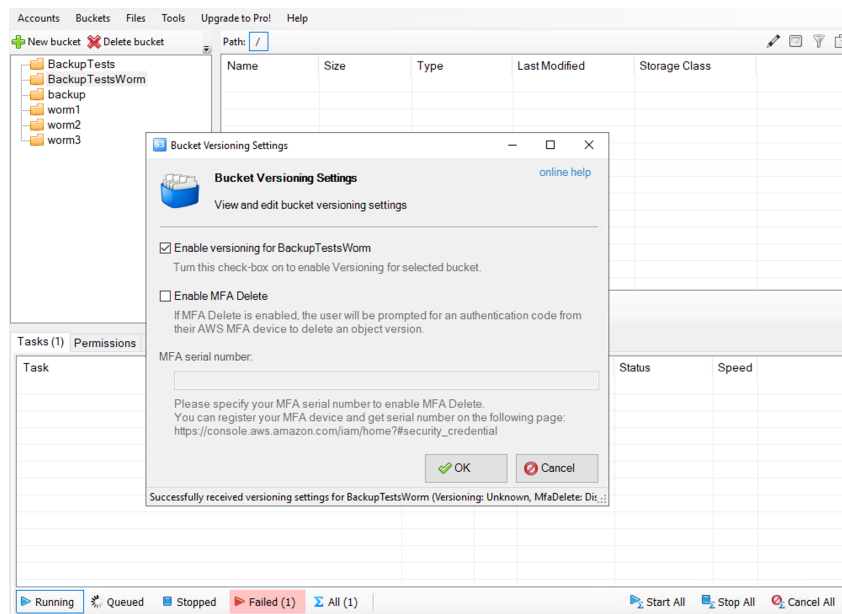 Accounts Buckets Files Tools Upgrade to Pro! Help
New bucket Delete bucket Path: /
BackupTests
BackupTestsWorm
backup
worm1
worm2
worm3
Name Size Type Last Modified Storage Class
Bucket Versioning Settings
Bucket Versioning Settings
online help
View and edit bucket versioning settings
Enable versioning for BackupTestsWorm
Turn this check-box on to enable Versioning for selected bucket.
Enable MFA Delete
If MFA Delete is enabled, the user will be prompted for an authentication code from
their AWS MFA device to delete an object version.
MFA serial number:
Please specify your MFA serial number to enable MFA Delete.
You can register your MFA device and get serial number on the following page:
https://console.aws.amazon.com/iam/home?#security_credential
OK Cancel
Successfully received versioning settings for BackupTestsWorm (Versioning: Unknown, MfaDelete: Dis
Tasks (1) Permissions
Task Status Speed
Running Queued Stopped Failed (1) All (1) Start All Stop All Cancel All